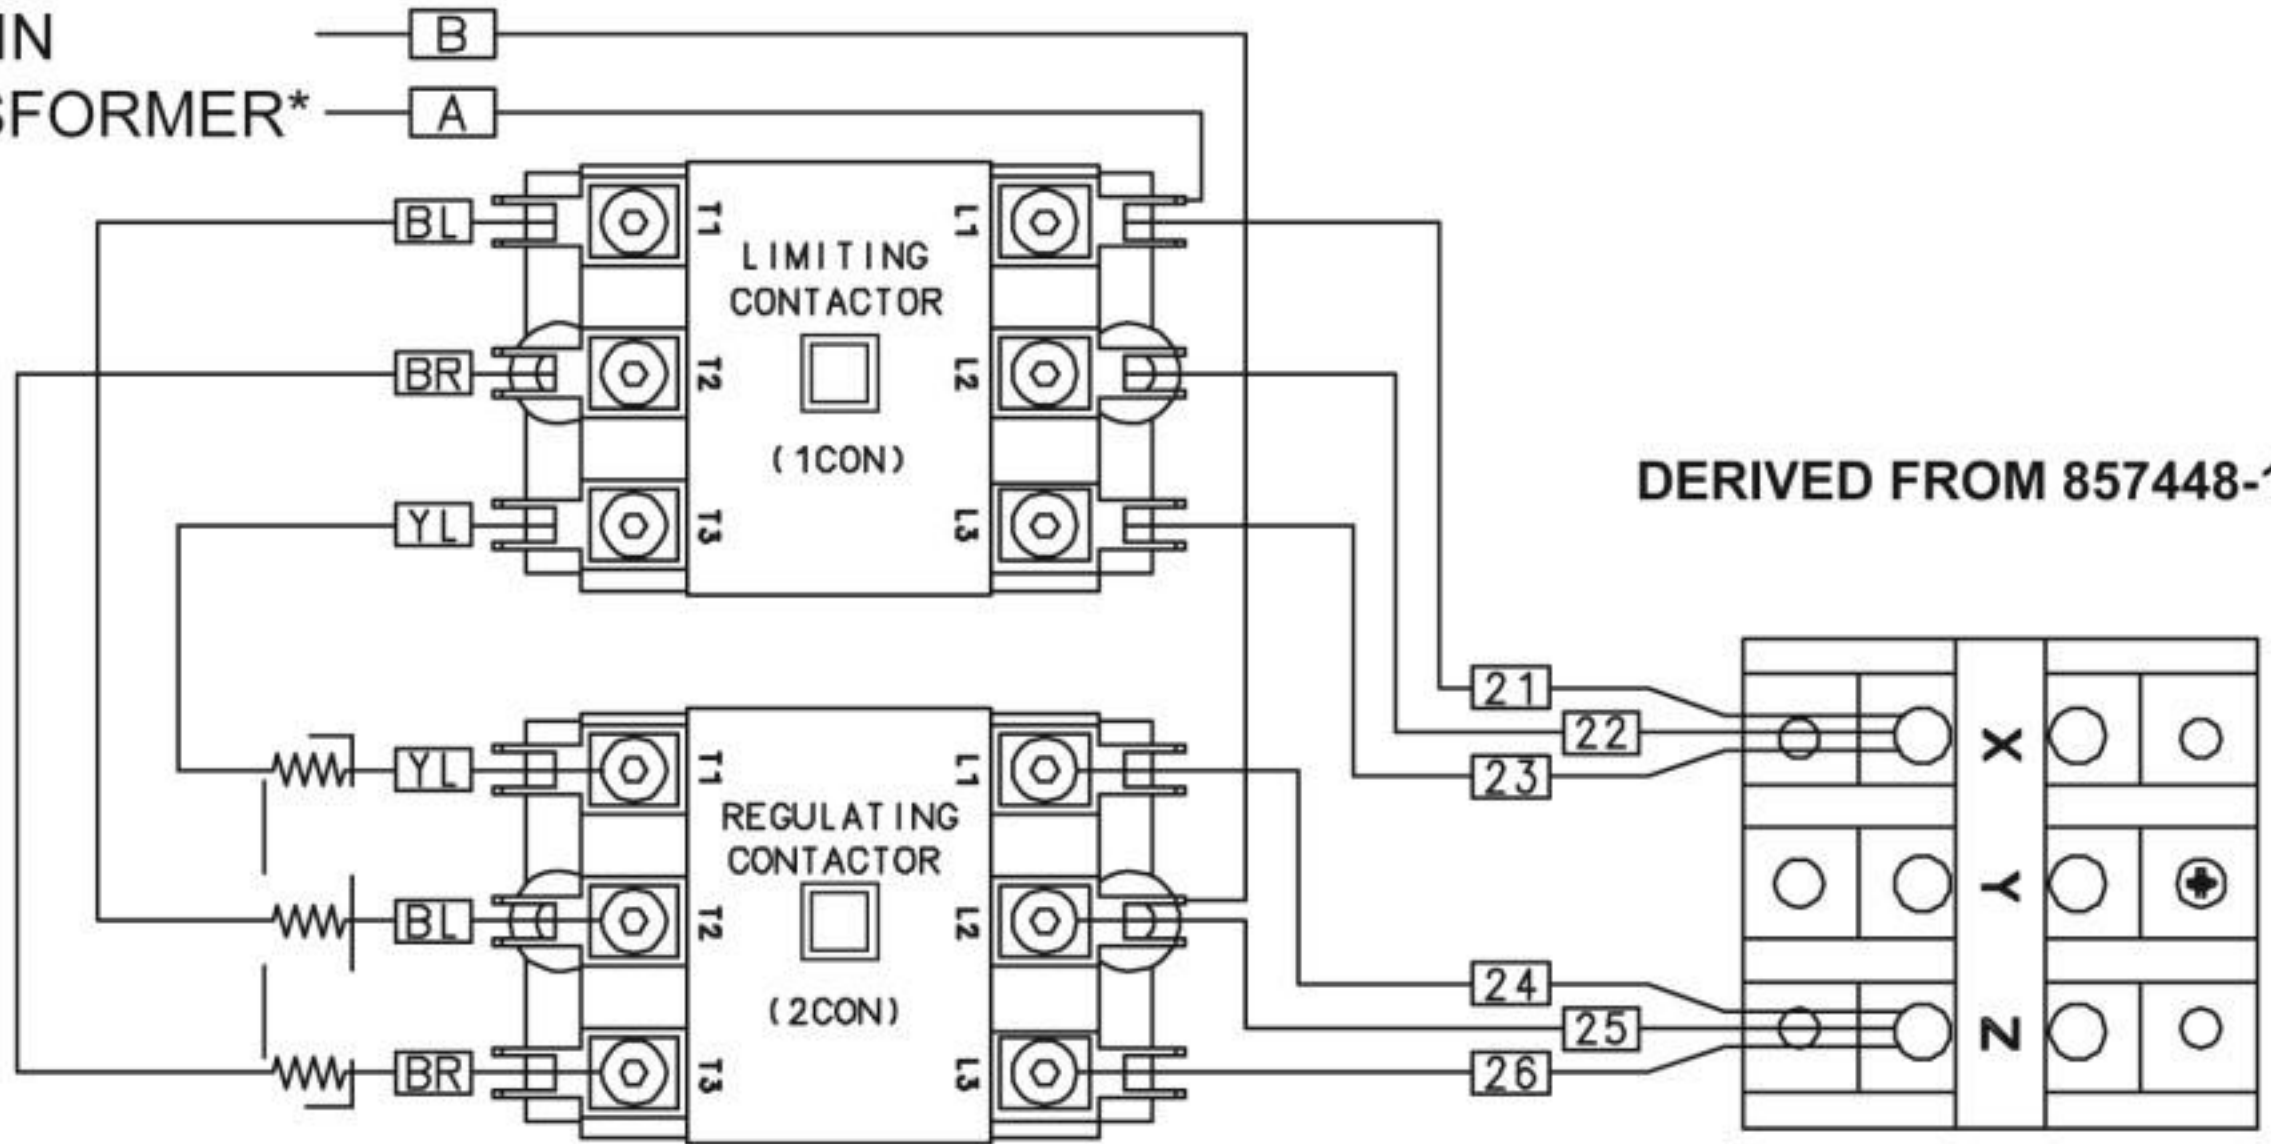 IN
B
SFORMER*
A
BL
T1
L1
LIMITING
CONTACTOR
BR
T2
L2
(1CON)
YL
T3
L3
DERIVED FROM 857448-1
21
22
23
X
YL
T1
L1
REGULATING
CONTACTOR
BL
T2
L2
Y
(2CON)
24
25
26
Z
BR
T3
L3